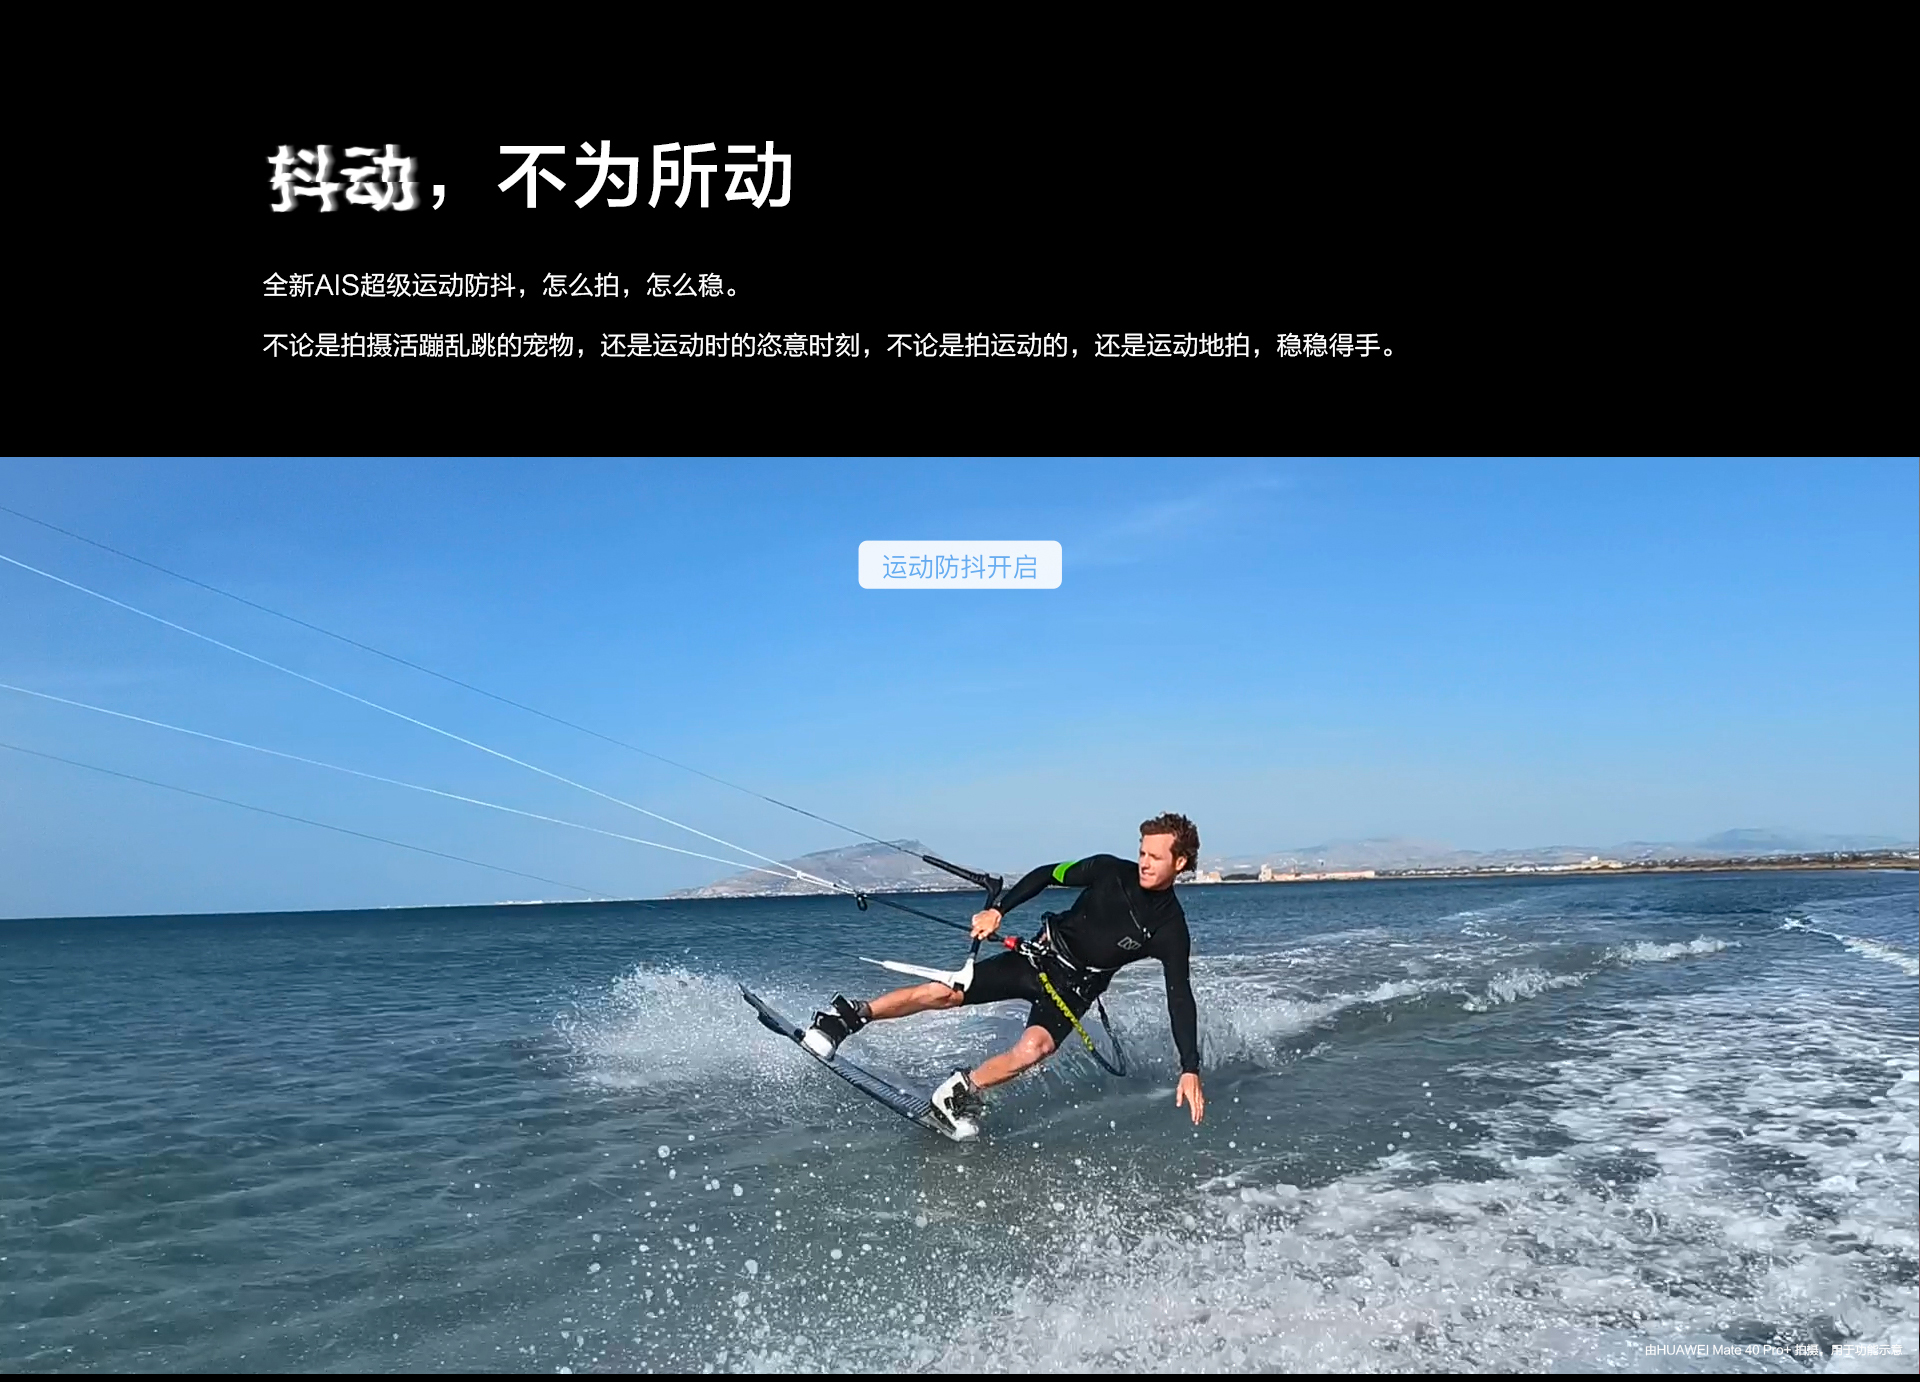 抖动，不为所动
全新AIS超级运动防抖，怎么拍，怎么稳。
不论是拍摄活蹦乱跳的宠物，还是运动时的恣意时刻，不论是拍运动的，还是运动地拍，稳稳得手。
运动防抖开启
由HUAWEI Mate 40 Pro+ 拍摄，用于功能示意